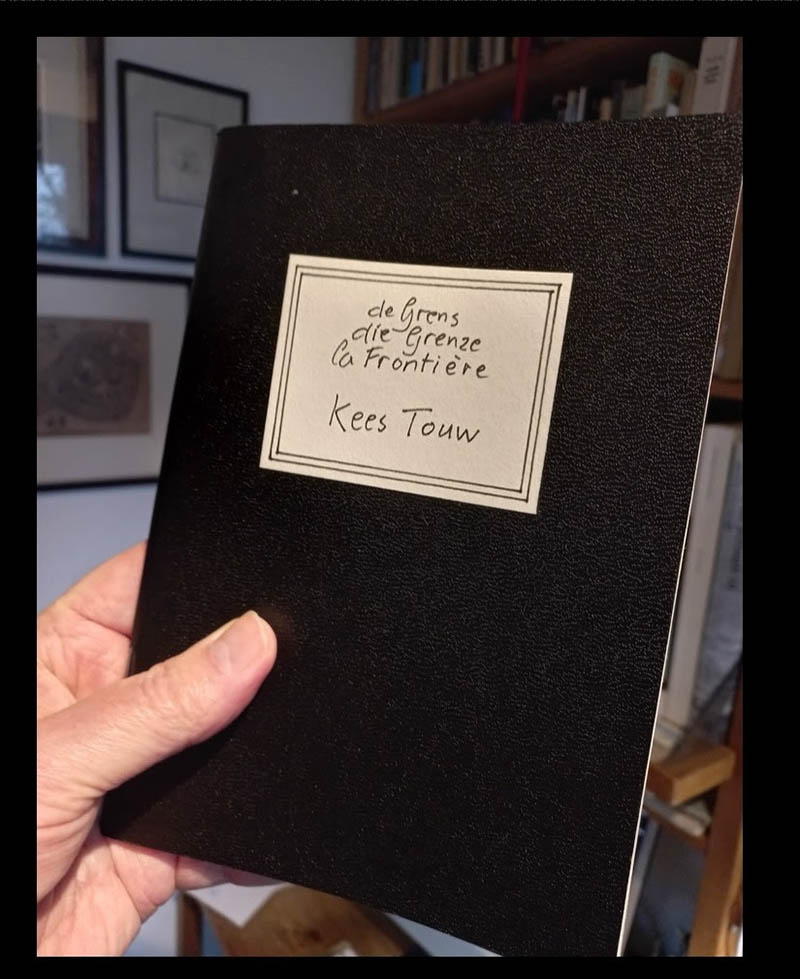 de Grens
die Grenze
la Frontière
Kees Touw